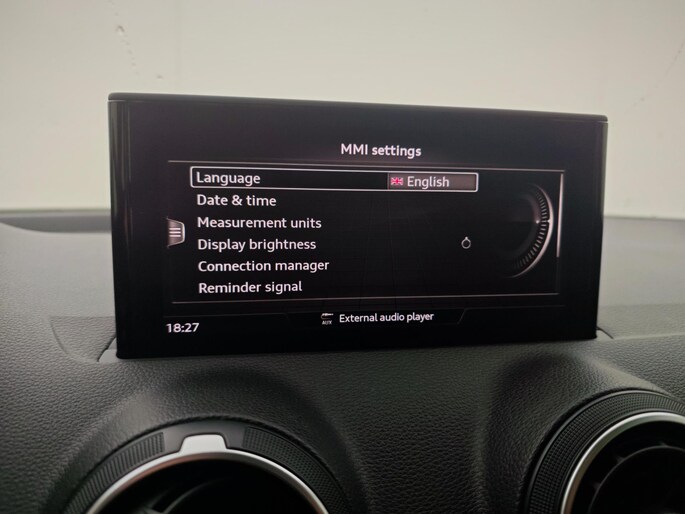 MMI settings
Language English
Date & time
Measurement units
Display brightness
Connection manager
Reminder signal
18:27 AUX External audio player